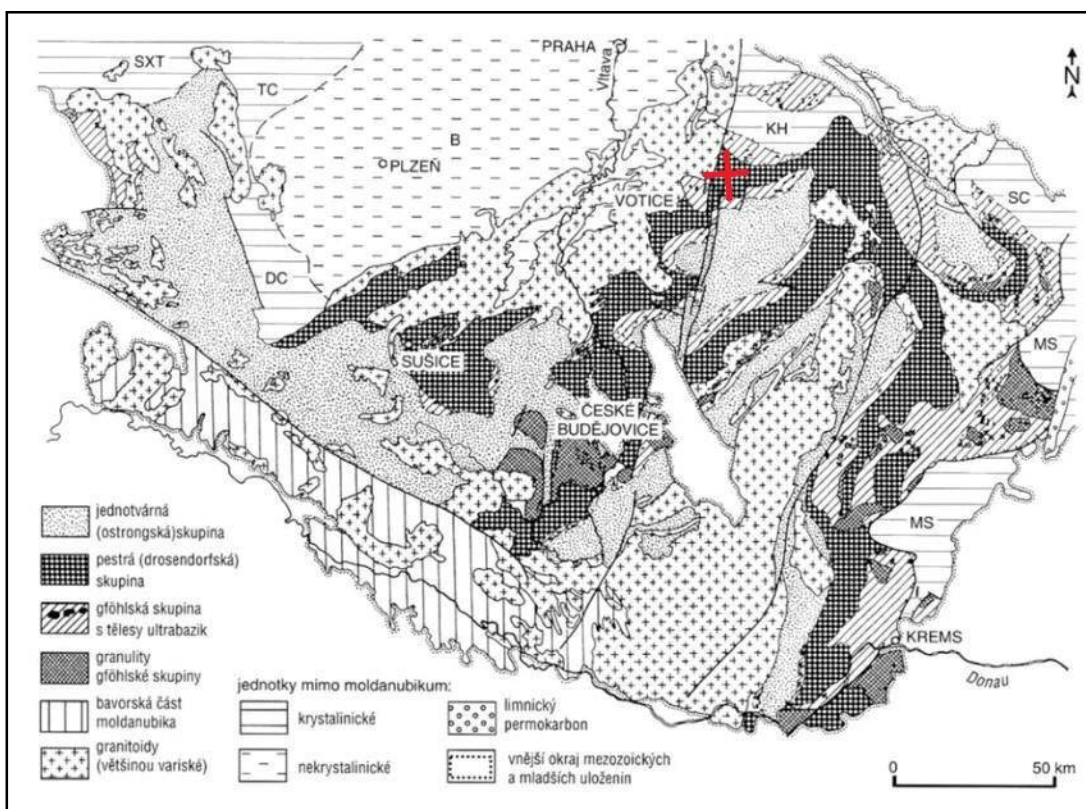 PRAHA
SXT
Vltava
N
TC
KH
B
PLZEŇ
VOTICE
SC
DC
SUŠICE
MS
ČESKÉ
BUDĚJOVICE
MS
KREMS
Donau
jednotvárná
(ostrongská)skupina
pestrá (drosendorfská)
skupina
gföhlská skupina
s tělesy ultrabazik
granulity
gföhlské skupiny
bavorská část
moldanubika
granitoidy
(většinou variské)
jednotky mimo moldanubikum:
krystalinické
nekrystalinické
limnický
permokarbon
vnější okraj mezozoických
a mladších uloženin
0 50 km